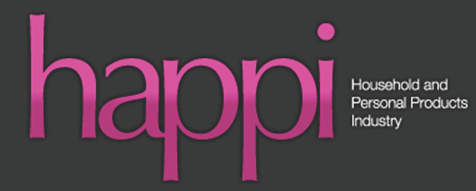 happi
Household and
Personal Products
Industry